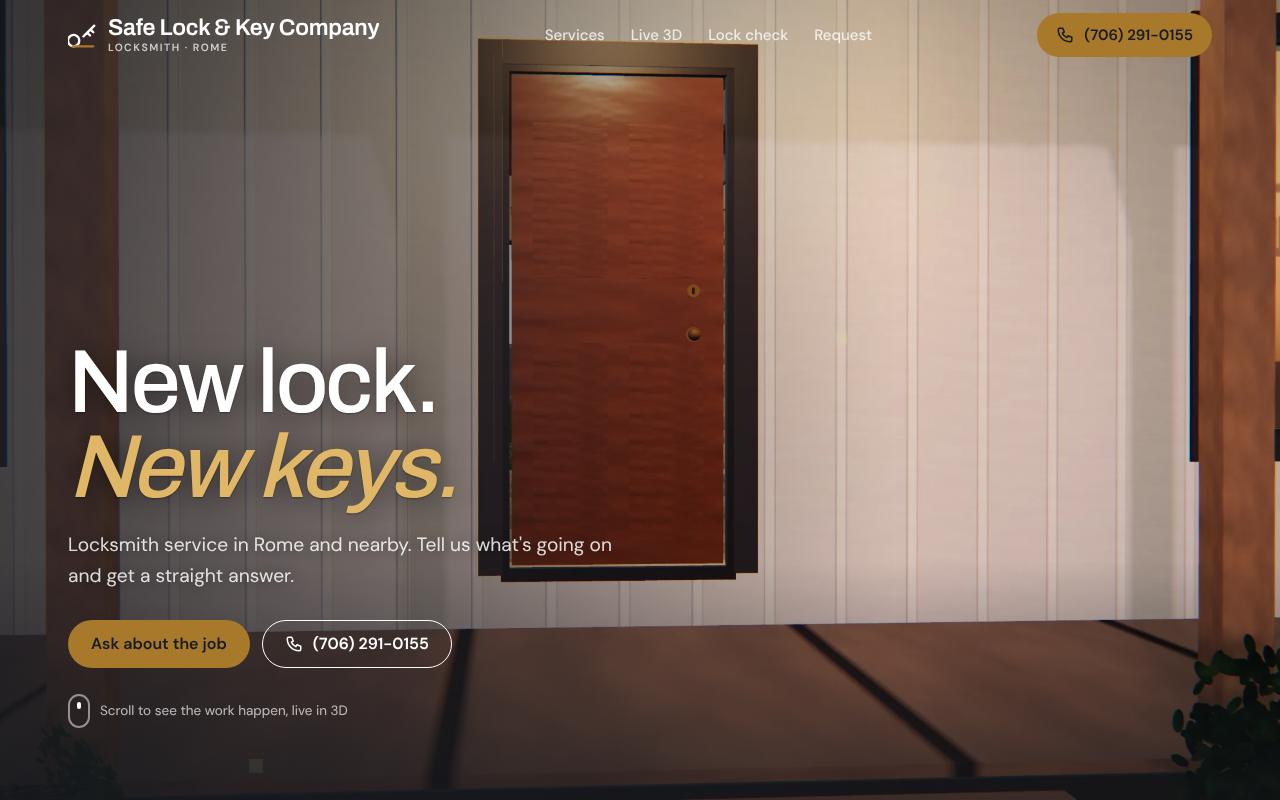 Safe Lock & Key Company
LOCKSMITH · ROME
Services
Live 3D
Lock check
Request
(706) 291-0155
New lock.
New keys.
Locksmith service in Rome and nearby. Tell us what's going on
and get a straight answer.
Ask about the job
(706) 291-0155
Scroll to see the work happen, live in 3D